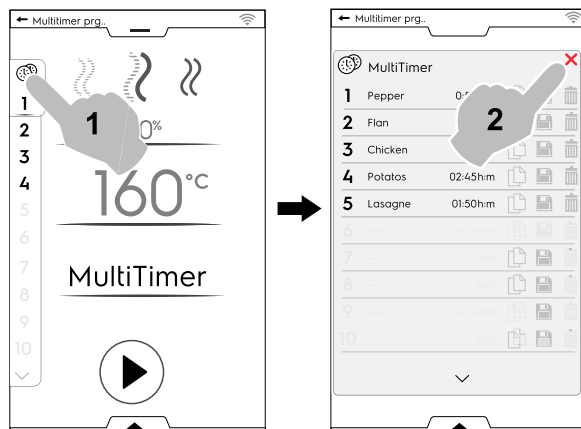 Multitimer prg..
1
2
3
4
5
6
7
8
9
10
1
0%
160°C
MultiTimer
Multitimer prg..
MultiTimer
1 Pepper
2 Flan
3 Chicken
4 Potatos 02:45h:m
5 Lasagne 01:50h:m
6
7
8
9
10
2